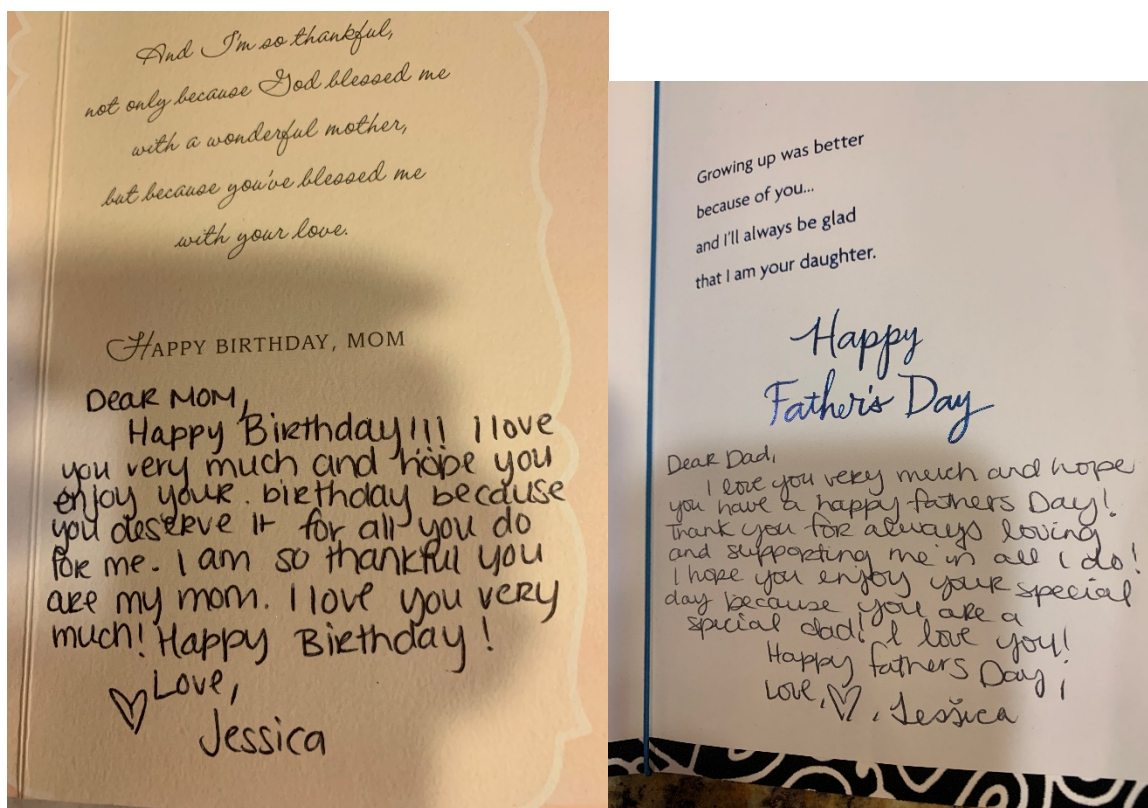 And I'm so thankful,
not only because God blessed me
with a wonderful mother,
but because you've blessed me
with your love.
HAPPY BIRTHDAY, MOM
Dear Mom,
Happy Birthday!!! I love
you very much and hope you
enjoy your. birthday because
you deserve it for all you do
for me. I am so thankful you
are my mom. I love you very
much! Happy Birthday!
♡ Love,
Jessica
Growing up was better
because of you...
and I'll always be glad
that I am your daughter.
Happy
Father's Day
Dear Dad,
I love you very much and hope
you have a happy fathers Day!
Thank you for always loving
and supporting me in all I do!
I hope you enjoy your special
day because you are a
special dad! I love you!
Happy fathers Day!
Love, ♡, Jessica